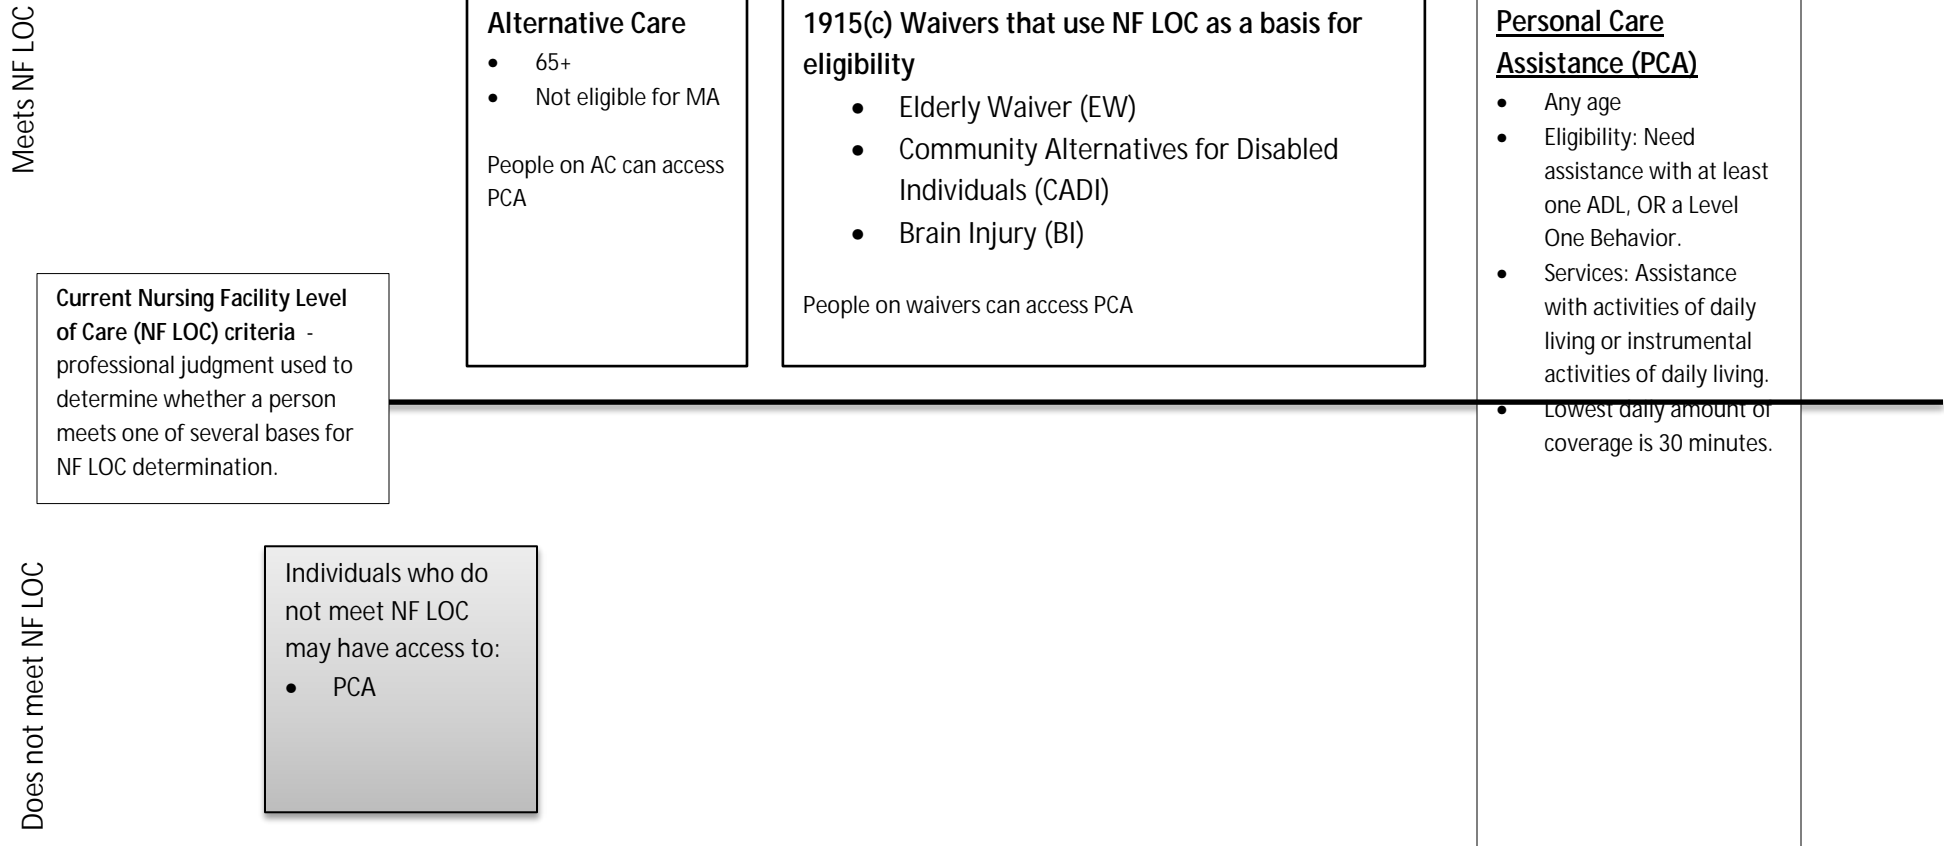 Meets NF LOC
Alternative Care
• 65+
• Not eligible for MA
People on AC can access
PCA
1915(c) Waivers that use NF LOC as a basis for
eligibility
• Elderly Waiver (EW)
• Community Alternatives for Disabled
Individuals (CADI)
• Brain Injury (BI)
People on waivers can access PCA
Personal Care
Assistance (PCA)
• Any age
• Eligibility: Need
assistance with at least
one ADL, OR a Level
One Behavior.
• Services: Assistance
with activities of daily
living or instrumental
activities of daily living.
• Lowest daily amount of
coverage is 30 minutes.
Current Nursing Facility Level
of Care (NF LOC) criteria -
professional judgment used to
determine whether a person
meets one of several bases for
NF LOC determination.
Does not meet NF LOC
Individuals who do
not meet NF LOC
may have access to:
• PCA